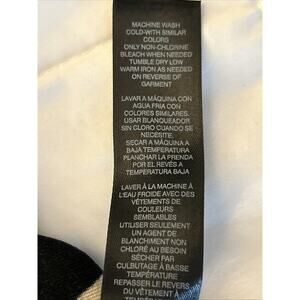 MACHINE WASH
COLD-WITH SIMILAR
COLORS
ONLY NON-CHLORINE
BLEACH WHEN NEEDED
TUMBLE DRY LOW
WARM IRON AS NEEDED
ON REVERSE OF
GARMENT
LAVAR A MÁQUINA CON
AGUA FRIA CON
COLORES SIMILARES.
USAR BLANQUEADOR
SIN CLORO CUANDO SE
NECESITE.
SECAR A MÁQUINA A
BAJA TEMPERATURA
PLANCHAR LA PRENDA
POR EL REVÉS A
TEMPERATURA BAJA
LAVER À LA MACHINE À
L'EAU FROIDE AVEC DES
VÊTEMENTS DE
COULEURS
SEMBLABLES
UTILISER SEULEMENT
UN AGENT DE
BLANCHIMENT NON
CHLORÉ AU BESOIN
SÉCHER PAR
CULBUTAGE À BASSE
TEMPÉRATURE
REPASSER LE REVERS
DU VÊTEMENT À